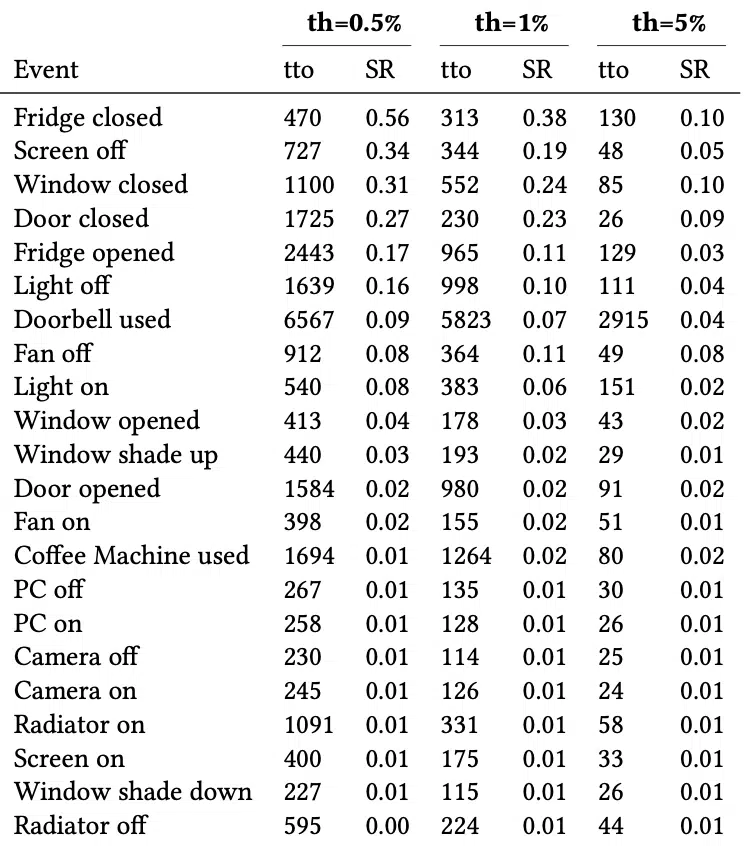 th=0.5% th=1% th=5%
Event tto SR tto SR tto SR
Fridge closed 470 0.56 313 0.38 130 0.10
Screen off 727 0.34 344 0.19 48 0.05
Window closed 1100 0.31 552 0.24 85 0.10
Door closed 1725 0.27 230 0.23 26 0.09
Fridge opened 2443 0.17 965 0.11 129 0.03
Light off 1639 0.16 998 0.10 111 0.04
Doorbell used 6567 0.09 5823 0.07 2915 0.04
Fan off 912 0.08 364 0.11 49 0.08
Light on 540 0.08 383 0.06 151 0.02
Window opened 413 0.04 178 0.03 43 0.02
Window shade up 440 0.03 193 0.02 29 0.01
Door opened 1584 0.02 980 0.02 91 0.02
Fan on 398 0.02 155 0.02 51 0.01
Coffee Machine used 1694 0.01 1264 0.02 80 0.02
PC off 267 0.01 135 0.01 30 0.01
PC on 258 0.01 128 0.01 26 0.01
Camera off 230 0.01 114 0.01 25 0.01
Camera on 245 0.01 126 0.01 24 0.01
Radiator on 1091 0.01 331 0.01 58 0.01
Screen on 400 0.01 175 0.01 33 0.01
Window shade down 227 0.01 115 0.01 26 0.01
Radiator off 595 0.00 224 0.01 44 0.01